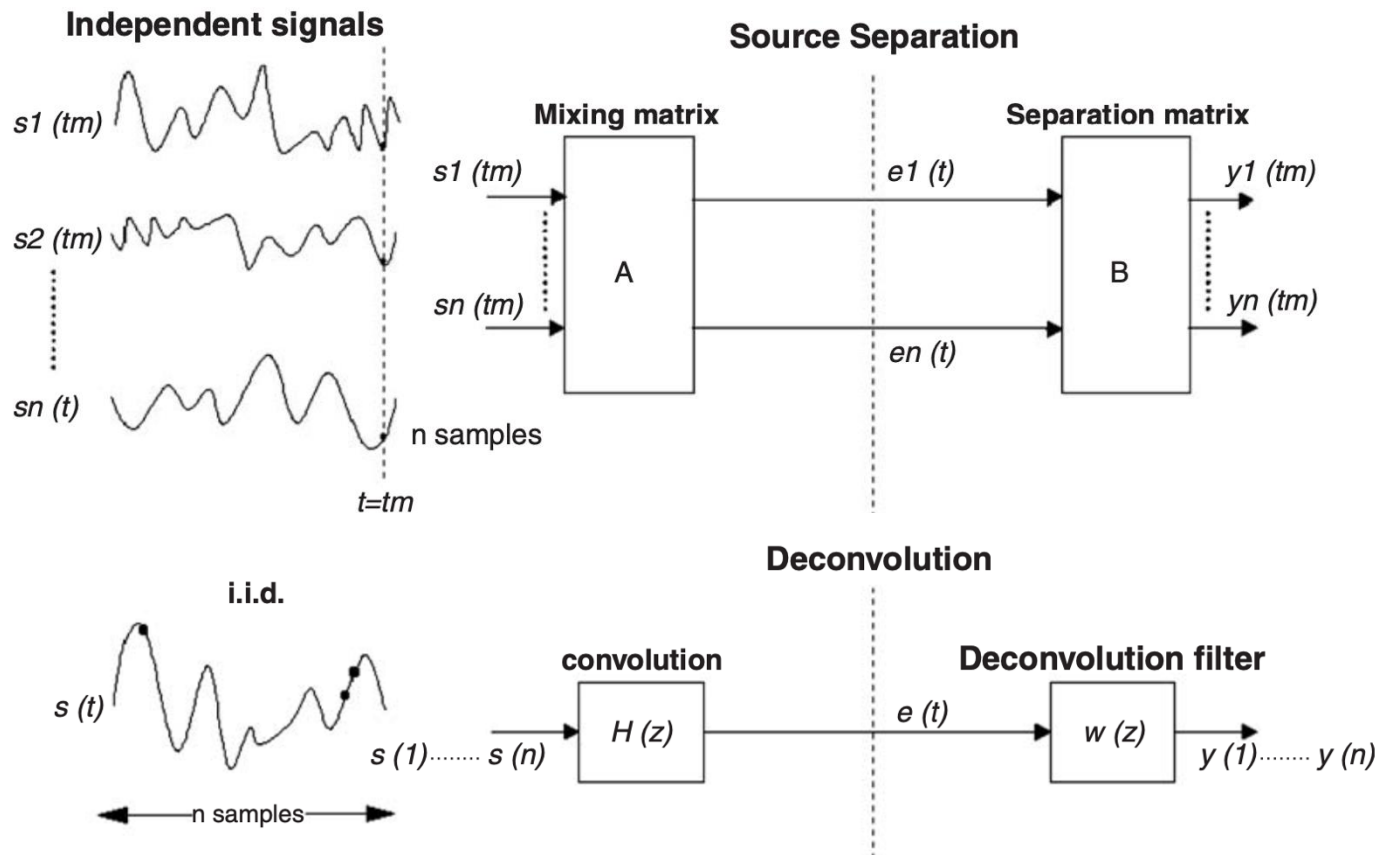 Independent signals
s1 (tm)
s2 (tm)
sn (t)
n samples
t=tm
Source Separation
Mixing matrix
Separation matrix
s1 (tm)
e1 (t)
y1 (tm)
A
B
sn (tm)
en (t)
yn (tm)
Deconvolution
i.i.d.
s (t)
n samples
convolution
Deconvolution filter
H (z)
e (t)
w (z)
s (1)........ s (n)
y (1)........ y (n)